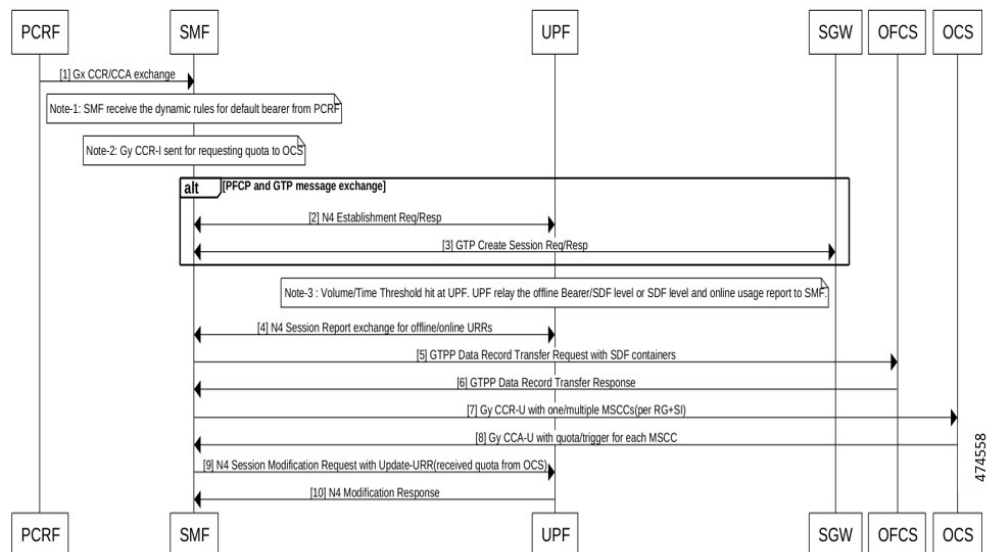 PCRF SMF UPF SGW OFCS OCS
[1] Gx CCR/CCA exchange
Note-1: SMF receive the dynamic rules for default bearer from PCRF
Note-2: Gy CCR-I sent for requesting quota to OCS
alt [PFCP and GTP message exchange]
[2] N4 Establishment Req/Resp
[3] GTP Create Session Req/Resp
Note-3 : Volume/Time Threshold hit at UPF. UPF relay the offline Bearer/SDF level or SDF level and online usage report to SMF.
[4] N4 Session Report exchange for offline/online URRs
[5] GTPP Data Record Transfer Request with SDF containers
[6] GTPP Data Record Transfer Response
[7] Gy CCR-U with one/multiple MSCCs(per RG+SI)
[8] Gy CCA-U with quota/trigger for each MSCC
[9] N4 Session Modification Request with Update-URR(received quota from OCS)
[10] N4 Modification Response
PCRF SMF UPF SGW OFCS OCS
474558